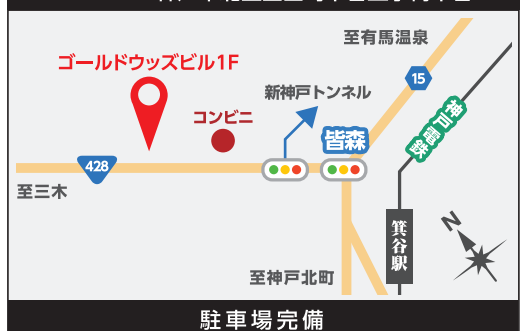 至有馬温泉
ゴールドウッズビル1F
15
新神戸トンネル
コンビニ
神戸電鉄
皆森
428
至三木
N
箕谷駅
至神戸北町
駐車場完備